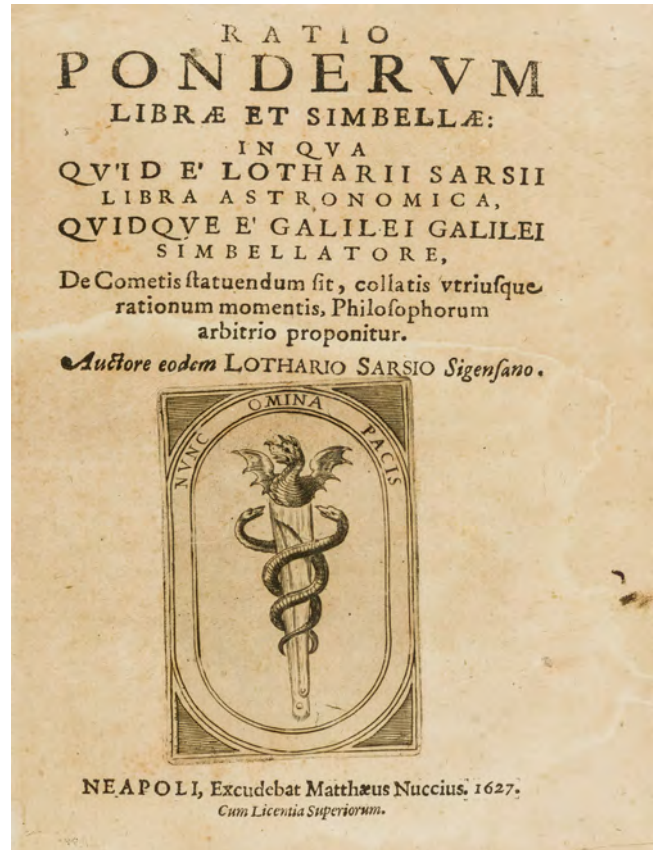 RATIO
PONDERVM
LIBRÆ ET SIMBELLÆ:
IN QVA
QV'ID E' LOTHARII SARSII
LIBRA ASTRONOMICA,
QVIDQVE E' GALILEI GALILEI
SIMBELLATORE,
De Cometis ſtatuendum ſit, collatis vtriuſque
rationum momentis, Philoſophorum
arbitrio proponitur.
Auctore eodem LOTHARIO SARSIO Sigenſano.
NVNC OMINA PACIS
NEAPOLI, Excudebat Matthæus Nuccius. 1627.
Cum Licentia Superiorum.